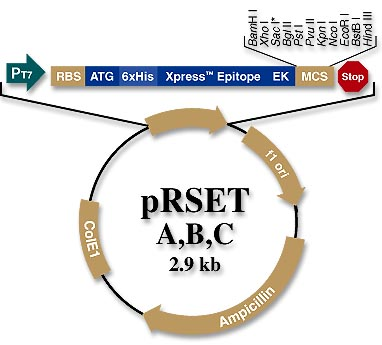 BamH I
Xho I
Sac I*
Bgl II
Pst I
Pvu II
Kpn I
Nco I
EcoR I
BstB I
Hind III
PT7
RBS ATG 6xHis Xpress™ Epitope EK MCS Stop
f1 ori
pRSET
A,B,C
2.9 kb
ColE1
Ampicillin